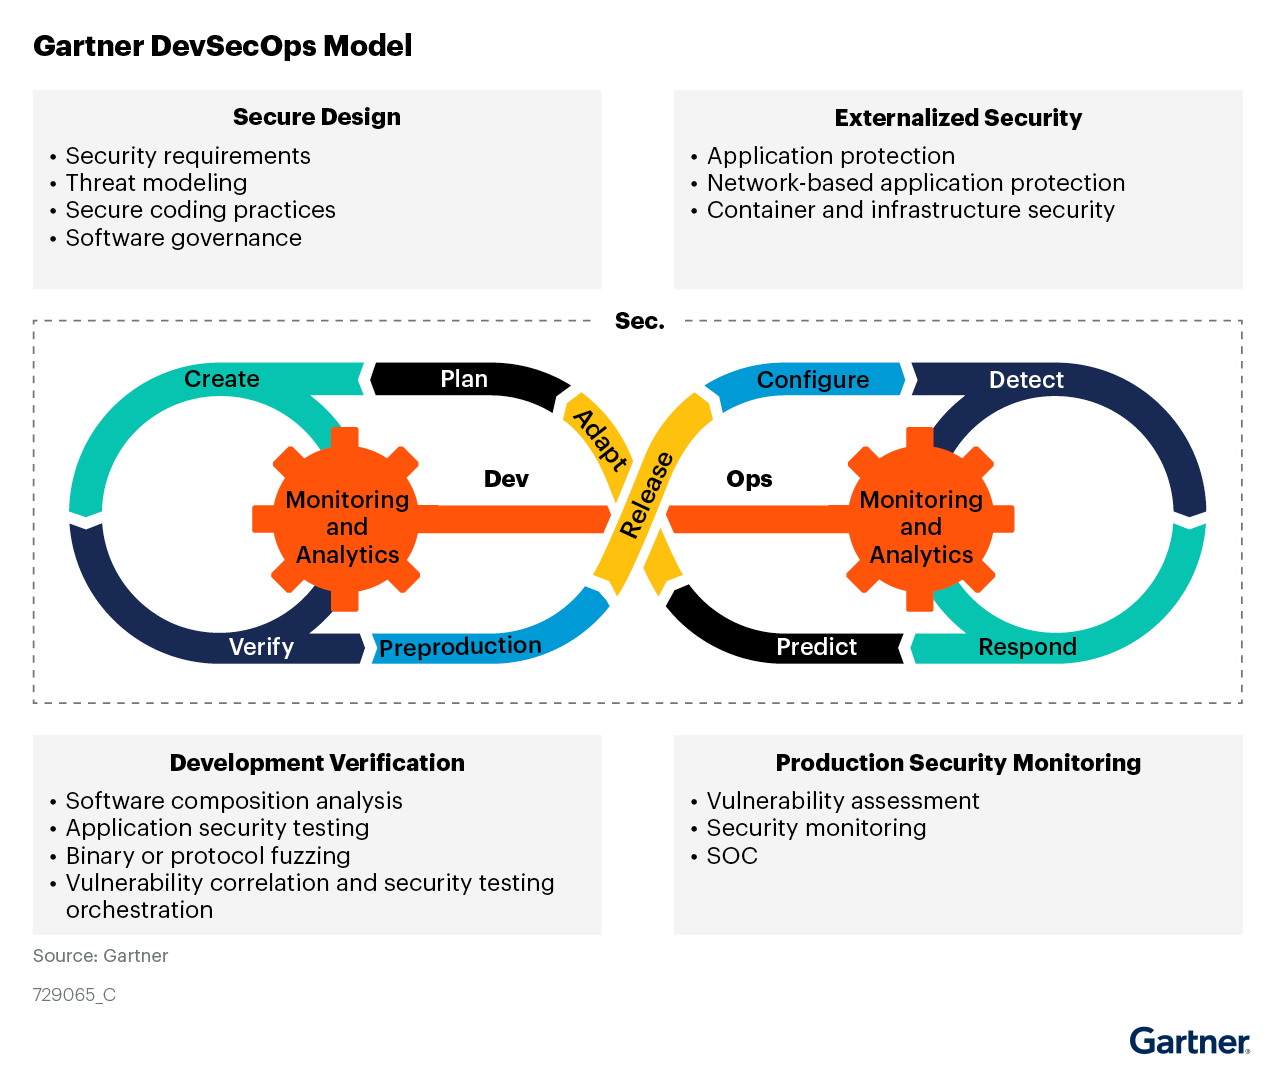 Gartner DevSecOps Model
Secure Design
• Security requirements
• Threat modeling
• Secure coding practices
• Software governance
Externalized Security
• Application protection
• Network-based application protection
• Container and infrastructure security
Sec.
Create
Plan
Adapt
Release
Configure
Detect
Dev
Ops
Monitoring
and
Analytics
Monitoring
and
Analytics
Verify
Preproduction
Predict
Respond
Development Verification
• Software composition analysis
• Application security testing
• Binary or protocol fuzzing
• Vulnerability correlation and security testing
orchestration
Production Security Monitoring
• Vulnerability assessment
• Security monitoring
• SOC
Source: Gartner
729065_C
Gartner®